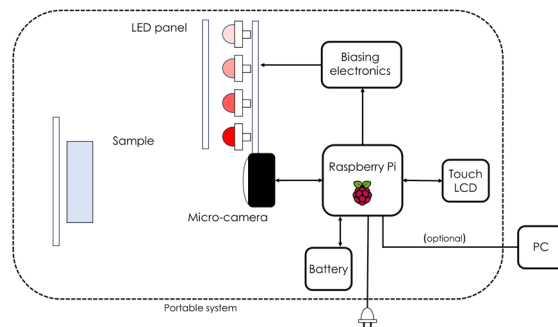 LED panel
Biasing
electronics
Sample
Raspberry Pi
Touch
LCD
Micro-camera
(optional)
PC
Battery
Portable system